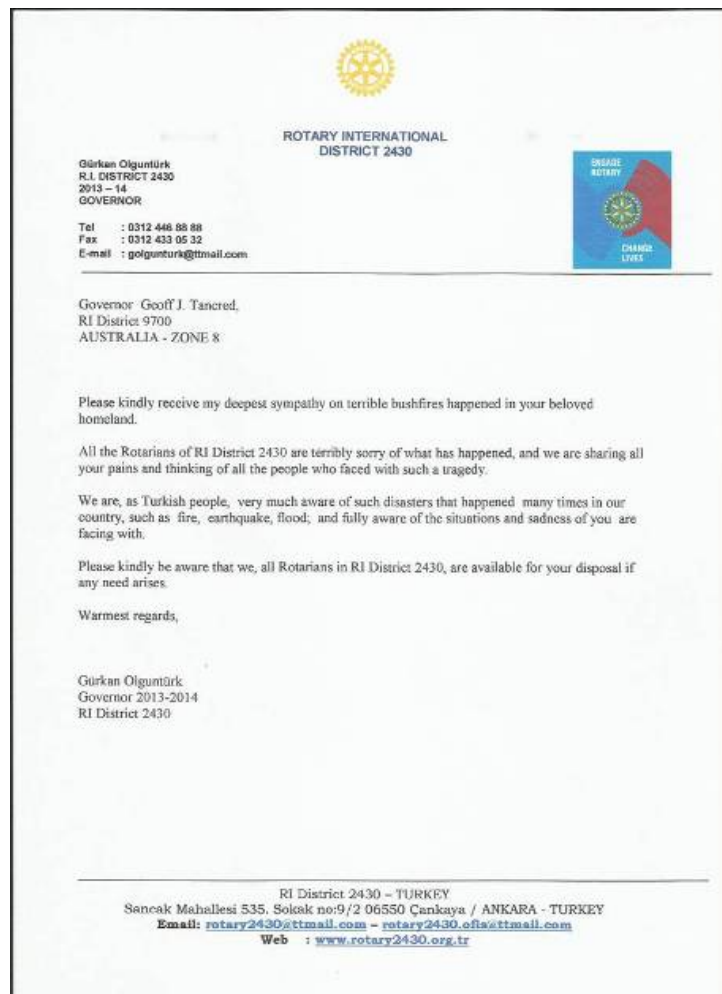 ROTARY INTERNATIONAL
DISTRICT 2430
Gürkan Olguntürk
R.I. DISTRICT 2430
2013 – 14
GOVERNOR
Tel : 0312 446 88 88
Fax : 0312 433 05 32
E-mail : golgunturk@ttmail.com
ENGAGE
ROTARY
CHANGE
LIVES
Governor Geoff J. Tancred,
RI District 9700
AUSTRALIA - ZONE 8
Please kindly receive my deepest sympathy on terrible bushfires happened in your beloved
homeland.
All the Rotarians of RI District 2430 are terribly sorry of what has happened, and we are sharing all
your pains and thinking of all the people who faced with such a tragedy.
We are, as Turkish people, very much aware of such disasters that happened many times in our
country, such as fire, earthquake, flood; and fully aware of the situations and sadness of you are
facing with.
Please kindly be aware that we, all Rotarians in RI District 2430, are available for your disposal if
any need arises.
Warmest regards,
Gürkan Olguntürk
Governor 2013-2014
RI District 2430
RI District 2430 – TURKEY
Sancak Mahallesi 535. Sokak no:9/2 06550 Çankaya / ANKARA - TURKEY
Email: rotary2430@ttmail.com – rotary2430.ofis@ttmail.com
Web : www.rotary2430.org.tr